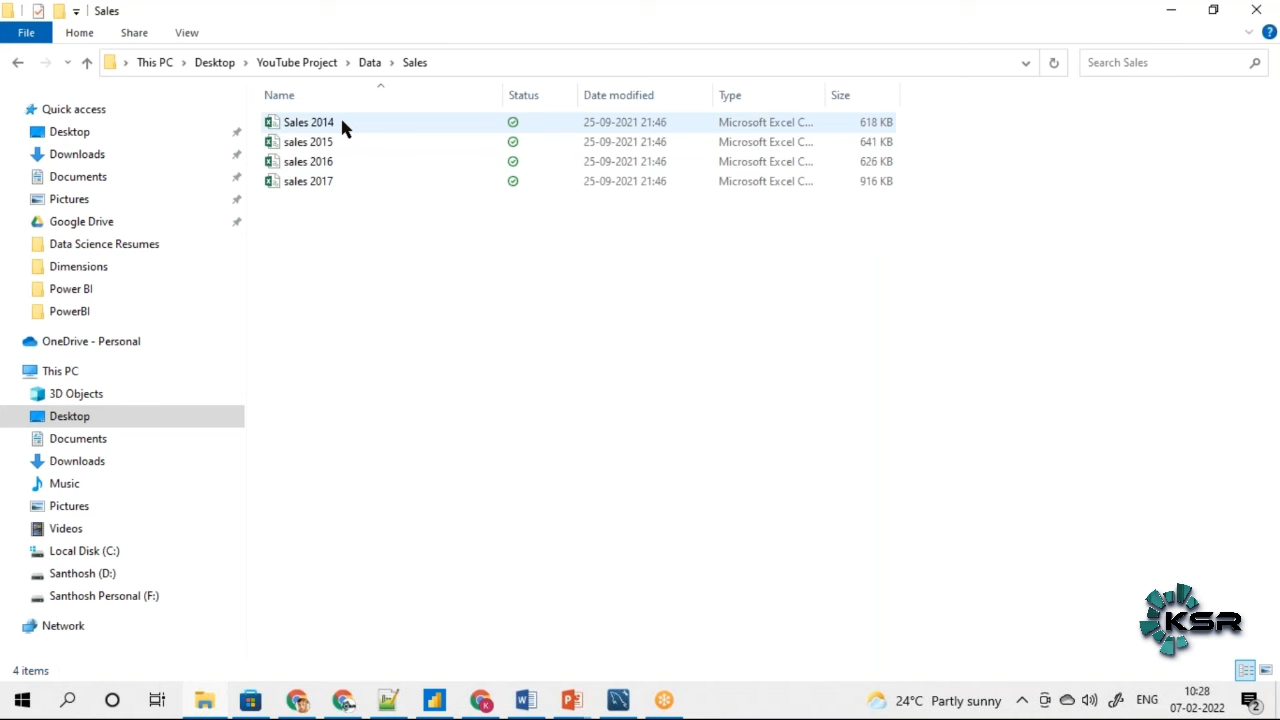 Sales
File Home Share View
This PC Desktop YouTube Project Data Sales
Search Sales
Name Status Date modified Type Size
Sales 2014 25-09-2021 21:46 Microsoft Excel C... 618 KB
sales 2015 25-09-2021 21:46 Microsoft Excel C... 641 KB
sales 2016 25-09-2021 21:46 Microsoft Excel C... 626 KB
sales 2017 25-09-2021 21:46 Microsoft Excel C... 916 KB
Quick access
Desktop
Downloads
Documents
Pictures
Google Drive
Data Science Resumes
Dimensions
Power BI
PowerBI
OneDrive - Personal
This PC
3D Objects
Desktop
Documents
Downloads
Music
Pictures
Videos
Local Disk (C:)
Santhosh (D:)
Santhosh Personal (F:)
Network
KSR
4 items
24°C Partly sunny ENG 10:28
07-02-2022
2